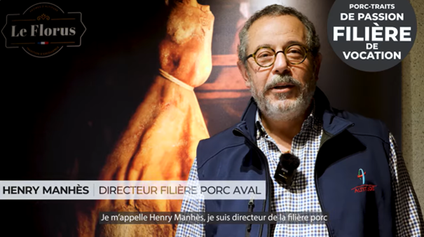 Le Florus
PORC-TRAITS
DE PASSION
FILIÈRE
DE
VOCATION
HENRY MANHÈS | DIRECTEUR FILIÈRE PORC AVAL
Je m'appelle Henry Manhès, je suis directeur de la filière porc